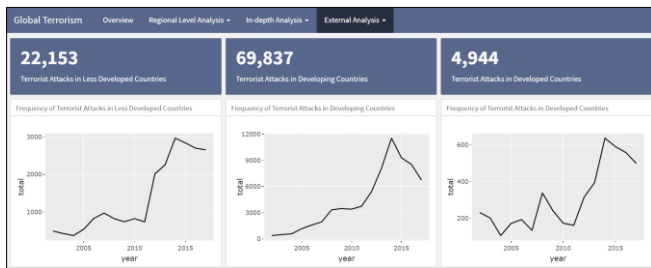 Global Terrorism Overview Regional Level Analysis In-depth Analysis External Analysis
22,153 69,837 4,944
Terrorist Attacks in Less Developed Countries Terrorist Attacks in Developing Countries Terrorist Attacks in Developed Countries
Frequency of Terrorist Attacks in Less Developed Countries Frequency of Terrorist Attacks in Developing Countries Frequency of Terrorist Attacks in Developed Countries
3000
2000
1000
total
2005 2010 2015
year
12000
9000
6000
3000
0
total
2005 2010 2015
year
600
400
200
total
2005 2010 2015
year